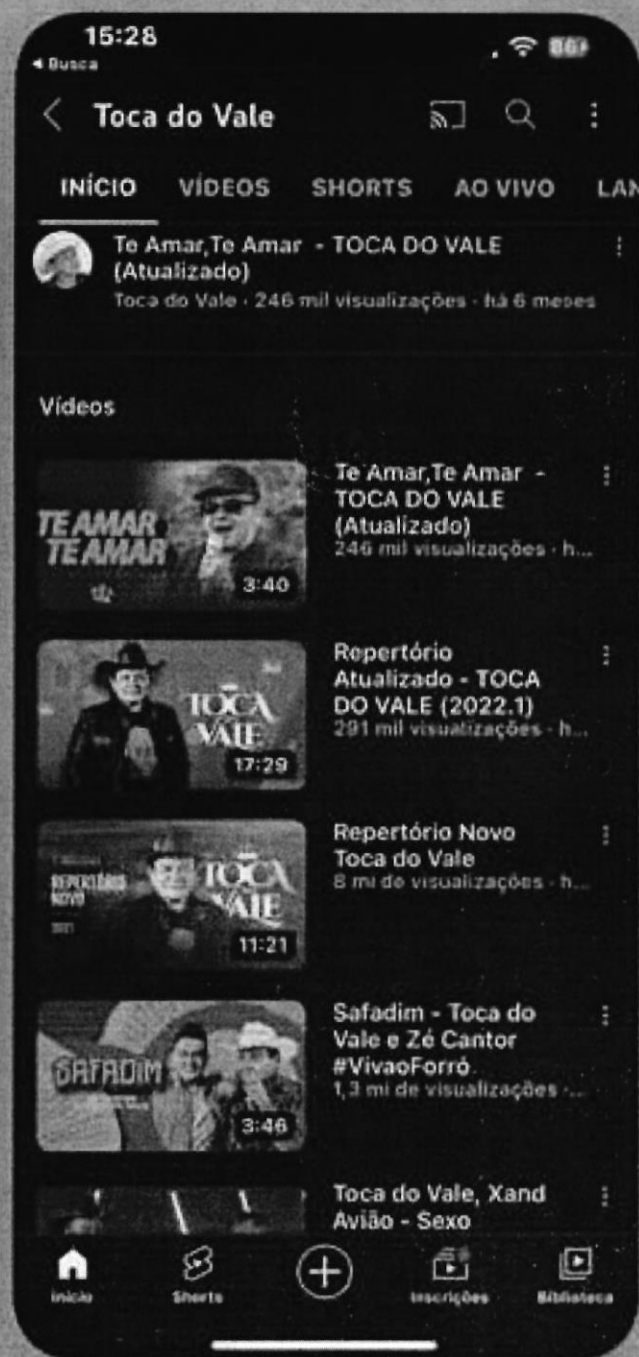 15:28
Busca
86
Toca do Vale
INÍCIO VÍDEOS SHORTS AO VIVO LAN
Te Amar,Te Amar - TOCA DO VALE
(Atualizado)
Toca do Vale · 246 mil visualizações · há 6 meses
Vídeos
TE AMAR
TE AMAR
3:40
Te Amar,Te Amar -
TOCA DO VALE
(Atualizado)
246 mil visualizações · h...
TOCA
VALE
17:29
Repertório
Atualizado - TOCA
DO VALE (2022.1)
291 mil visualizações · h...
REPERTÓRIO
NOVO
TOCA
VALE
11:21
Repertório Novo
Toca do Vale
8 mi de visualizações · h...
SAFADIM
3:46
Safadim - Toca do
Vale e Zé Cantor
#VivaoForró
1,3 mi de visualizações ·...
Toca do Vale, Xand
Avião - Sexo
Início Shorts Inscrições Biblioteca